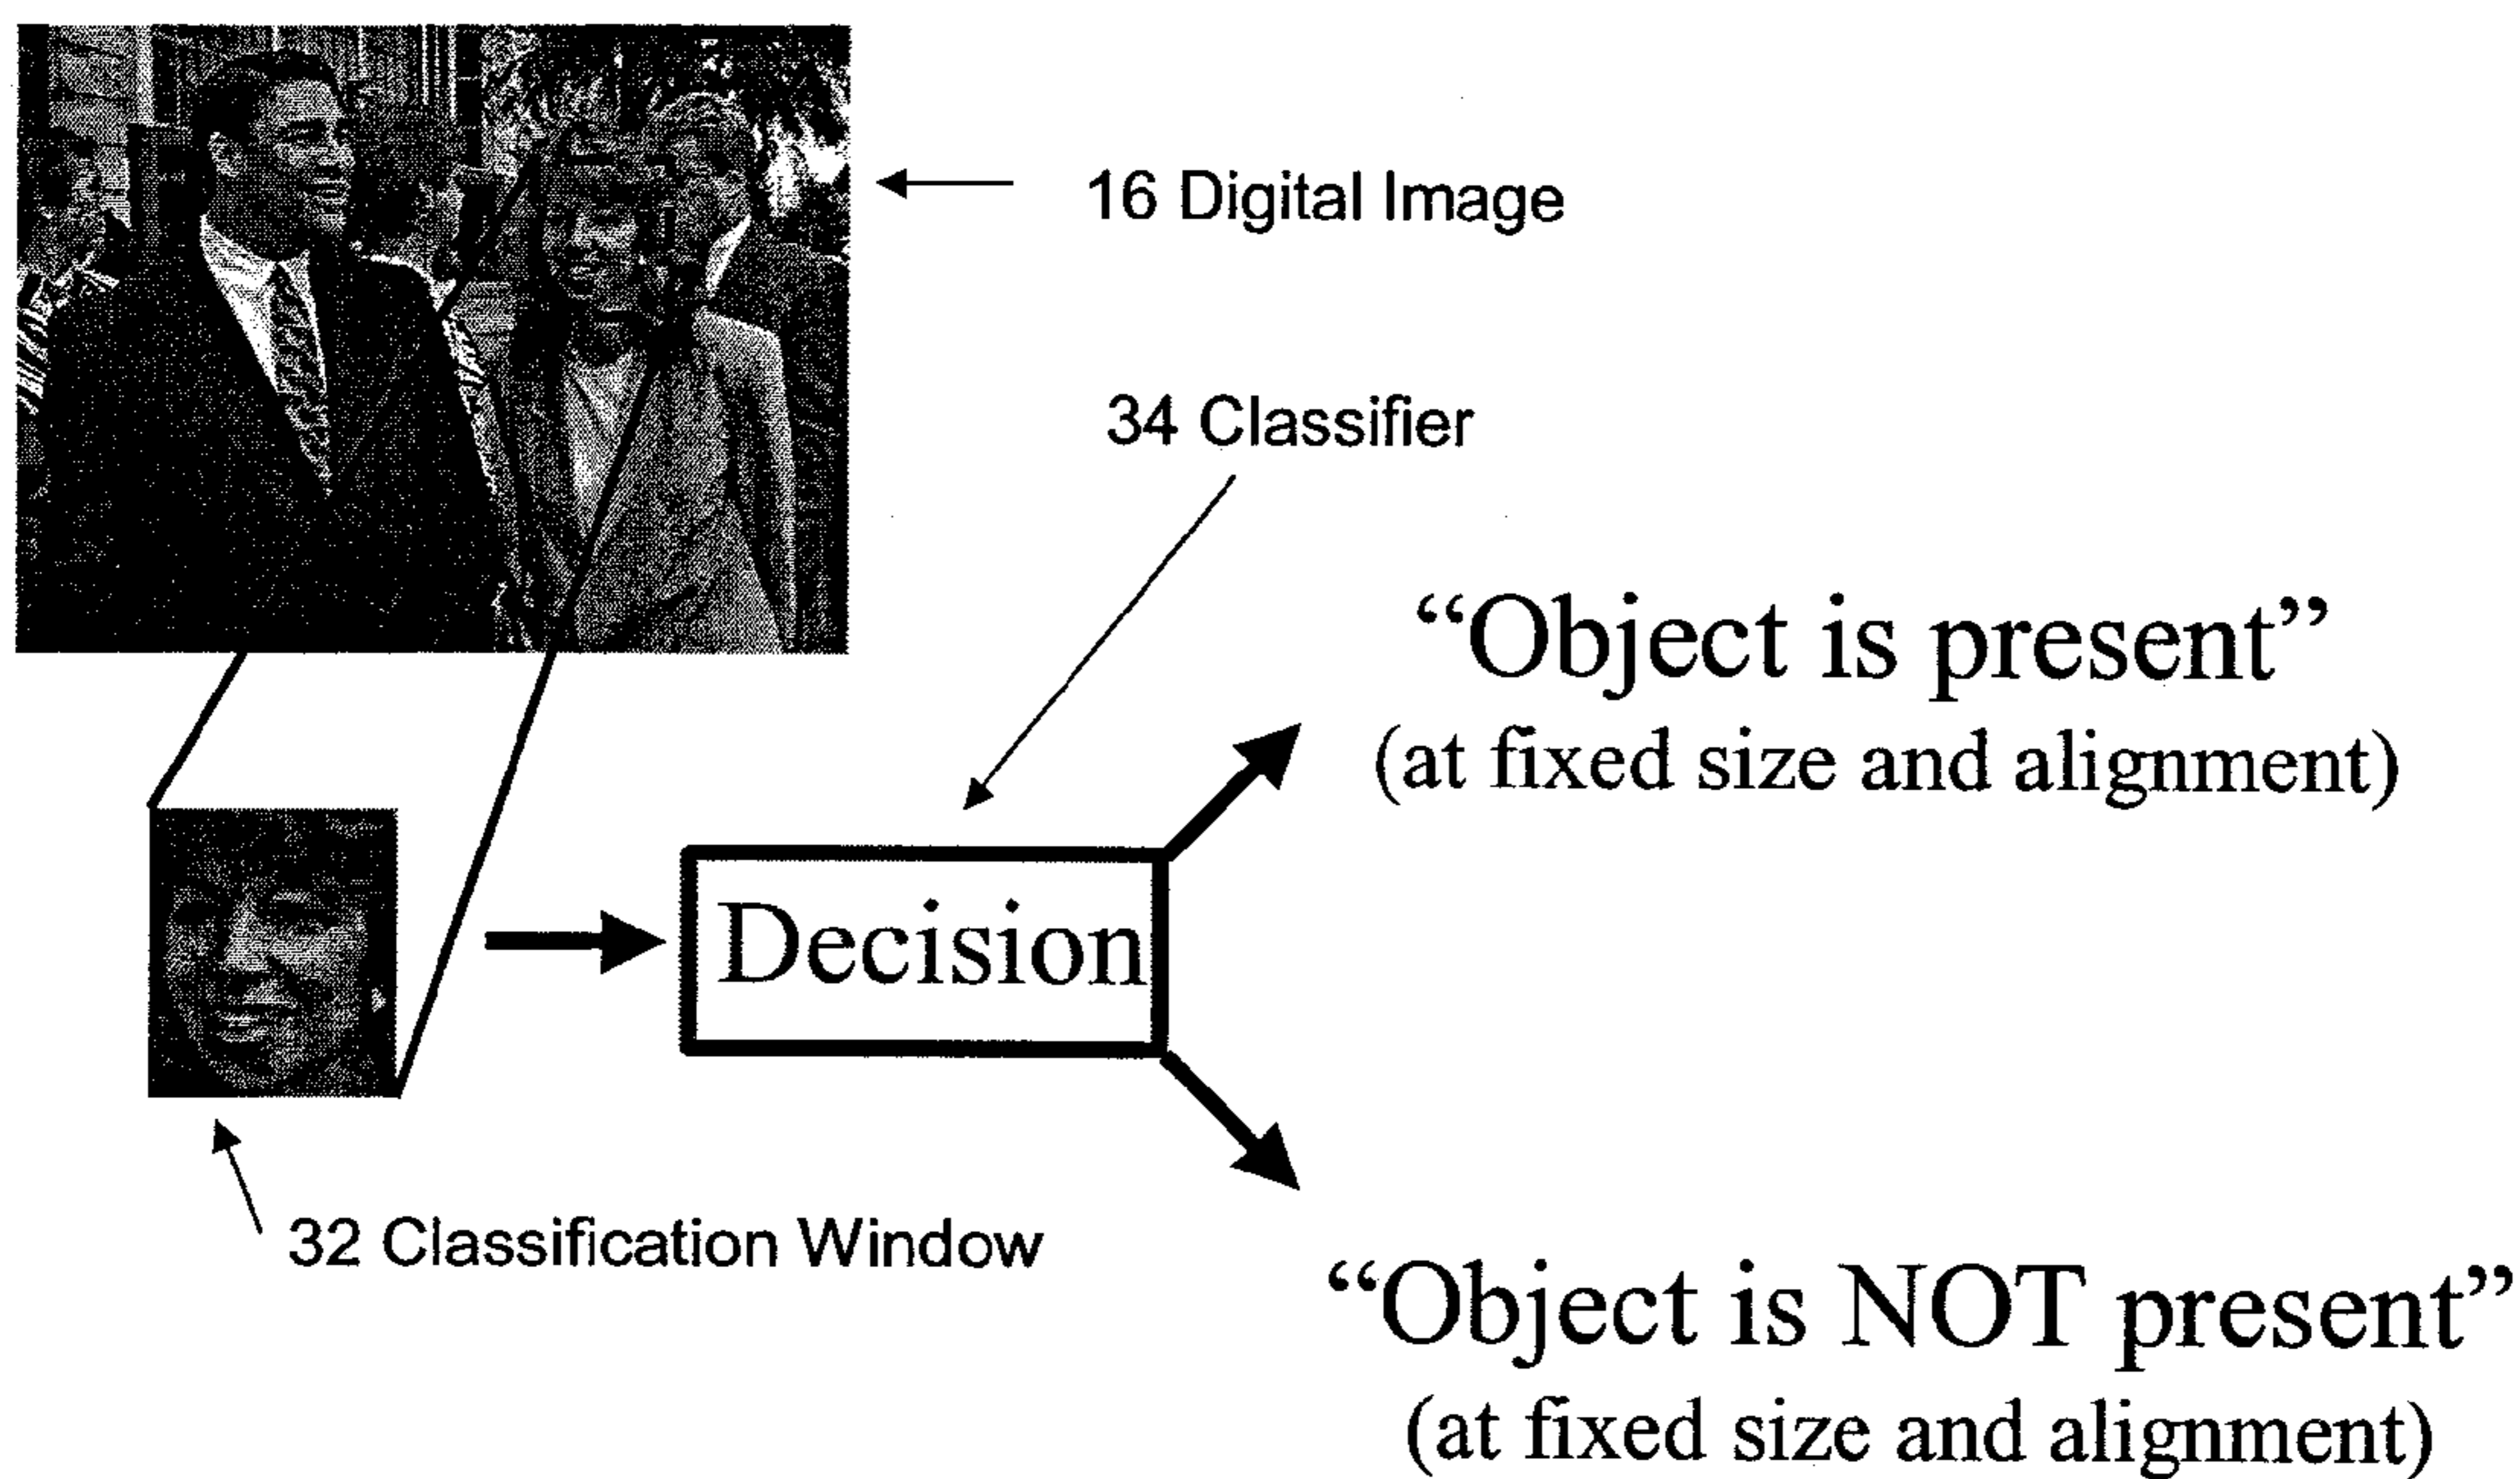 16 Digital Image
34 Classifier
“Object is present”
(at fixed size and alignment)
Decision
32 Classification Window
“Object is NOT present”
(at fixed size and alignment)